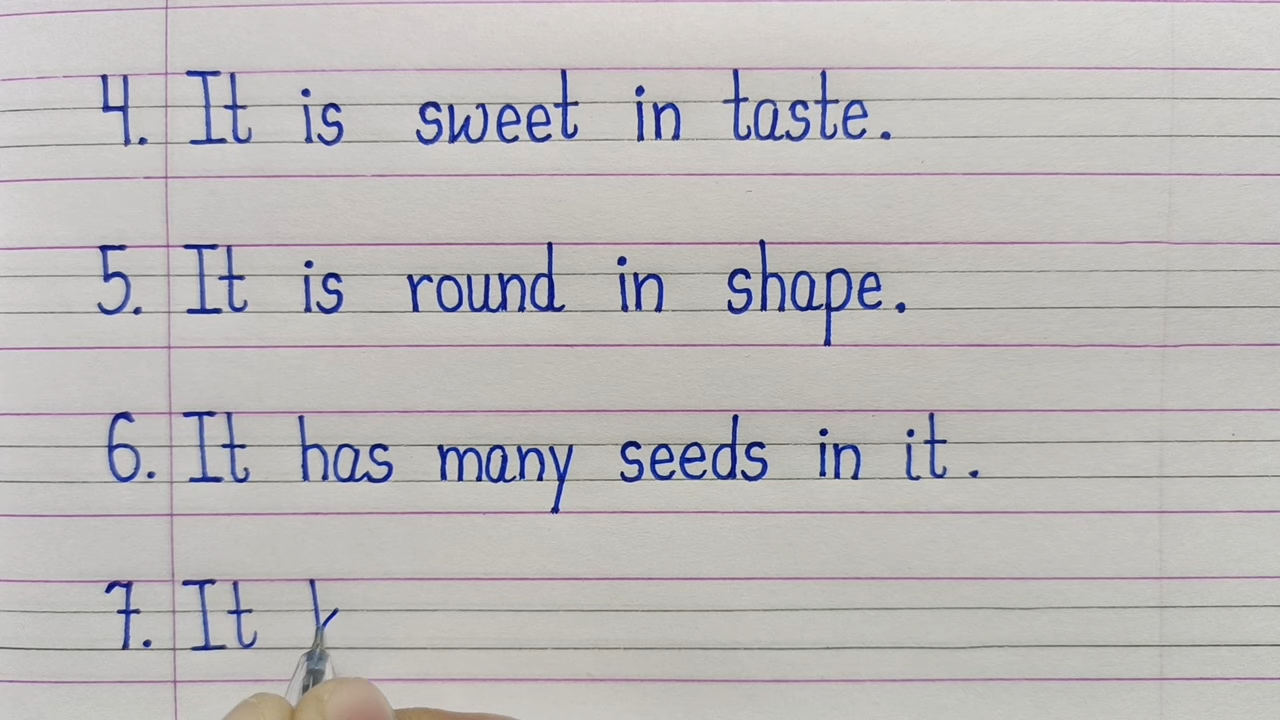 4. It is sweet in taste.
5. It is round in shape.
6. It has many seeds in it.
7. It